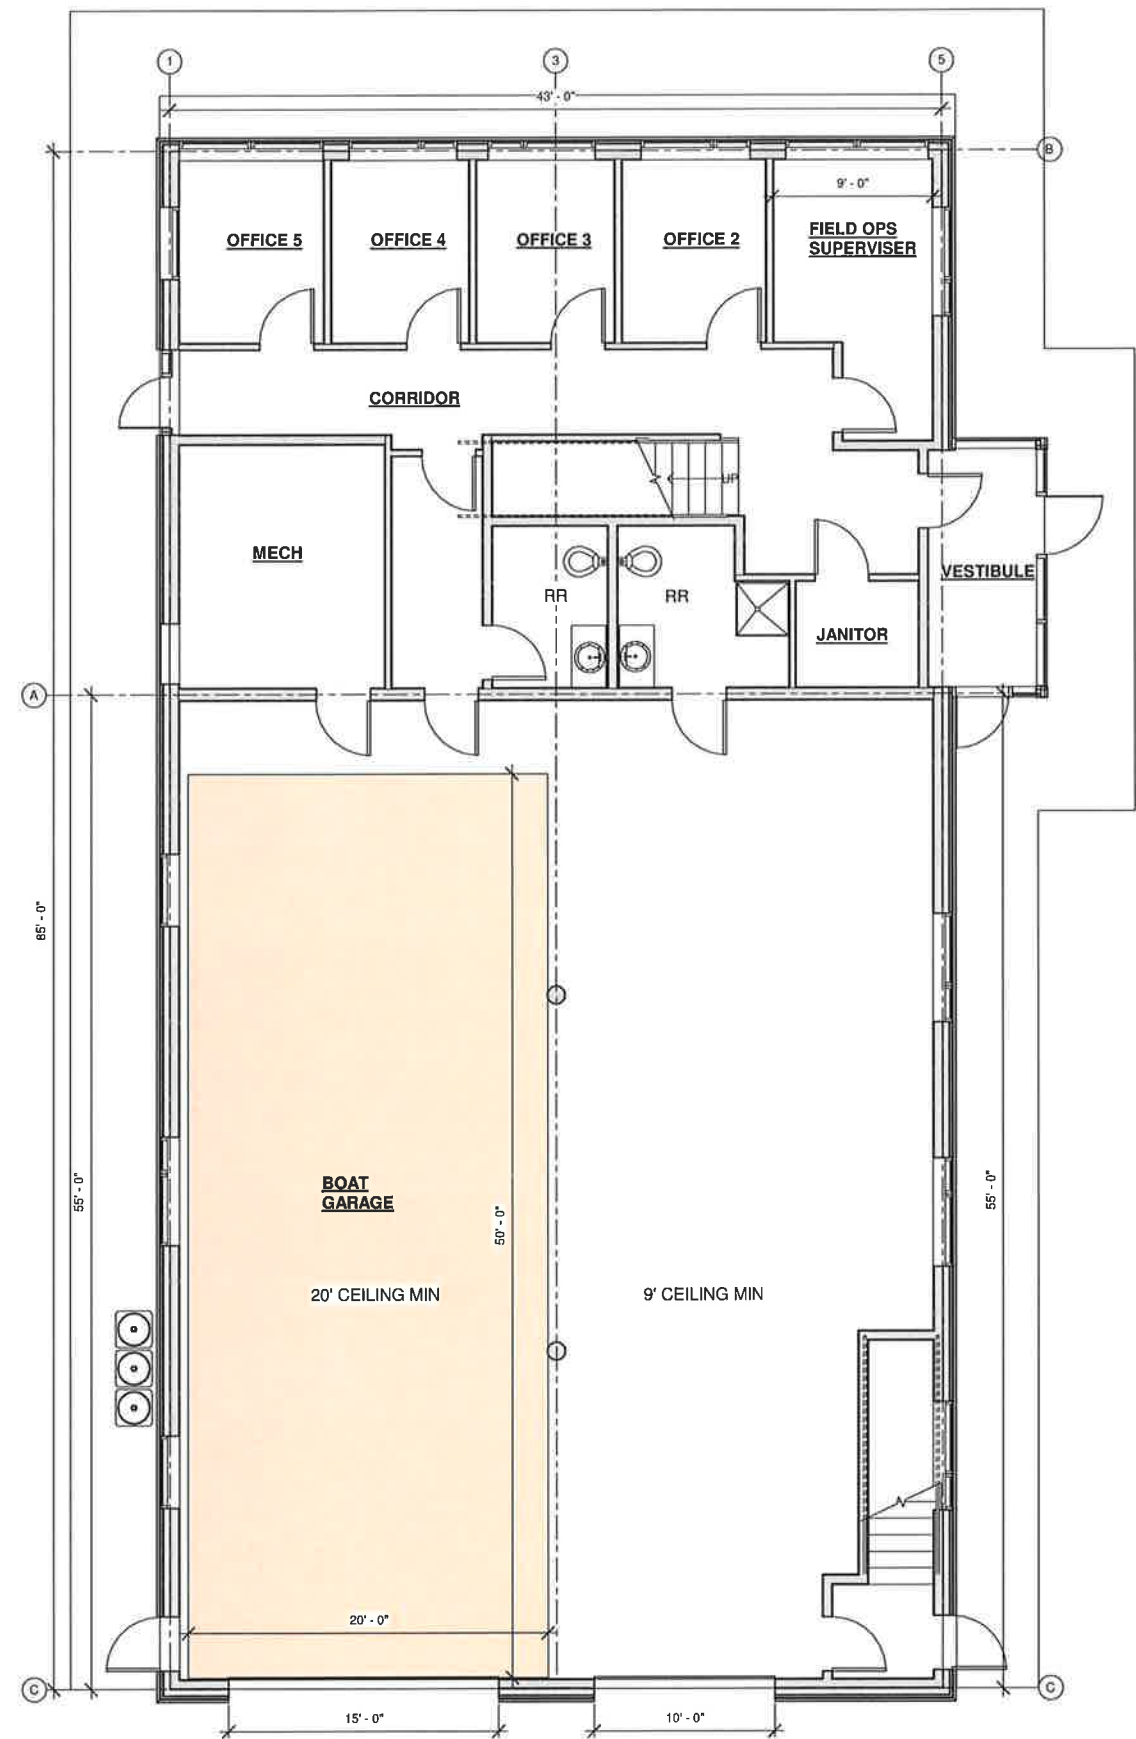 1
3
5
43' - 0"
B
9' - 0"
OFFICE 5
OFFICE 4
OFFICE 3
OFFICE 2
FIELD OPS
SUPERVISER
CORRIDOR
UP
MECH
VESTIBULE
RR
RR
JANITOR
A
85' - 0"
55' - 0"
BOAT
GARAGE
50' - 0"
55' - 0"
20' CEILING MIN
9' CEILING MIN
20' - 0"
C
C
15' - 0"
10' - 0"